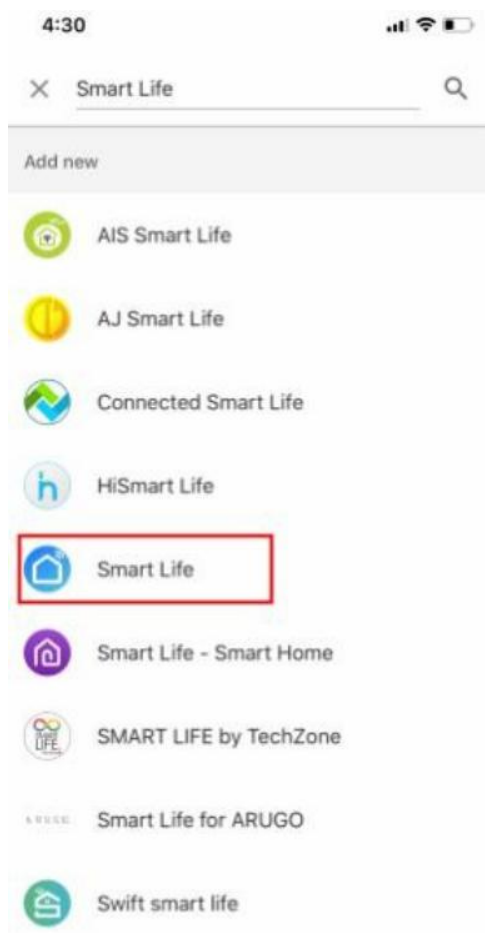 4:30
Smart Life
Add new
AIS Smart Life
AJ Smart Life
Connected Smart Life
HiSmart Life
Smart Life
Smart Life - Smart Home
SMART LIFE by TechZone
Smart Life for ARUGO
Swift smart life